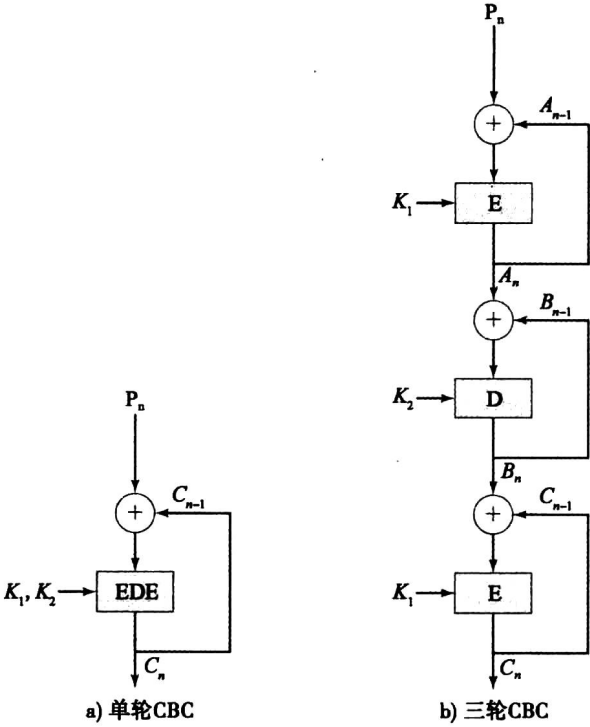 Pn
An-1
K1
E
An
Bn-1
K2
D
Bn
Cn-1
K1
E
Cn
b) 三轮CBC
Pn
Cn-1
K1, K2
EDE
Cn
a) 单轮CBC